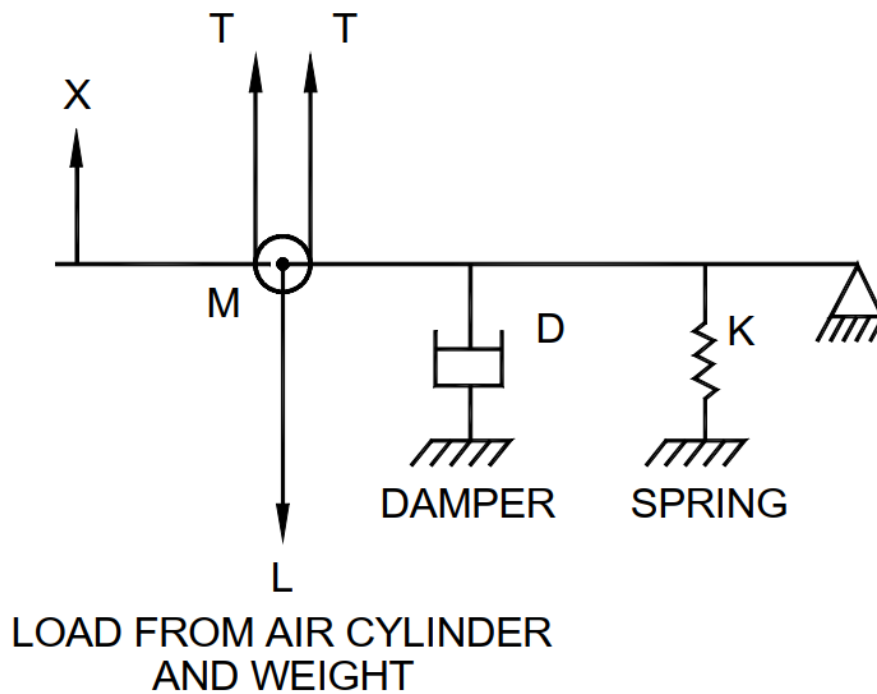 T T
X
M
D
K
DAMPER SPRING
L
LOAD FROM AIR CYLINDER
AND WEIGHT